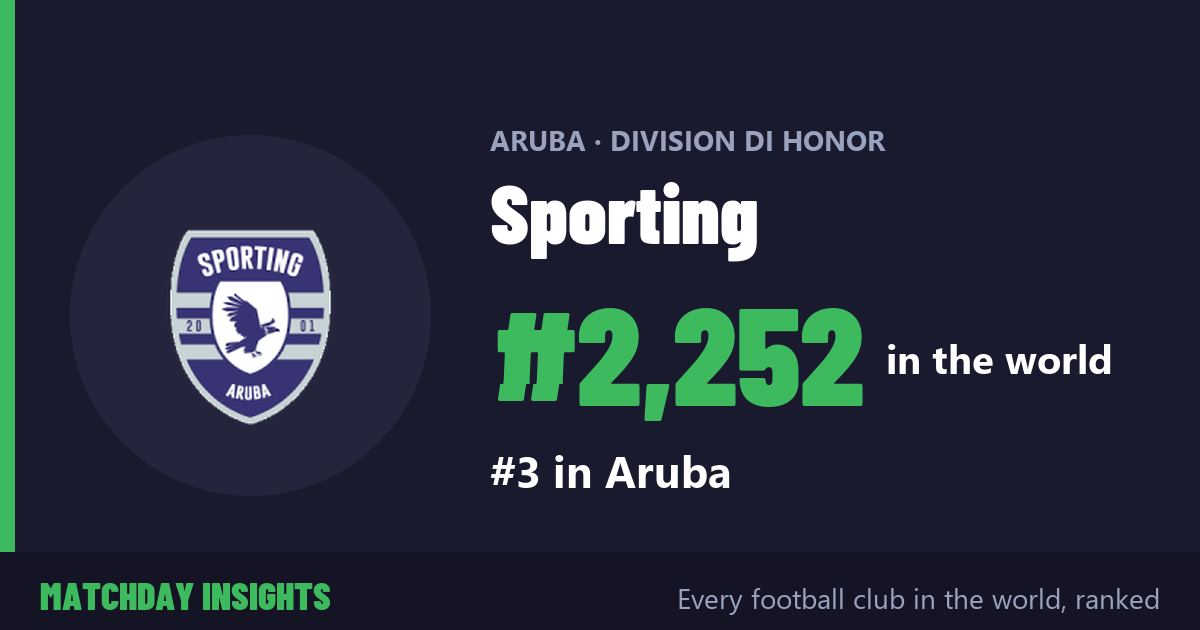 ARUBA · DIVISION DI HONOR
Sporting
#2,252 in the world
#3 in Aruba
SPORTING
20 01
ARUBA
MATCHDAY INSIGHTS
Every football club in the world, ranked